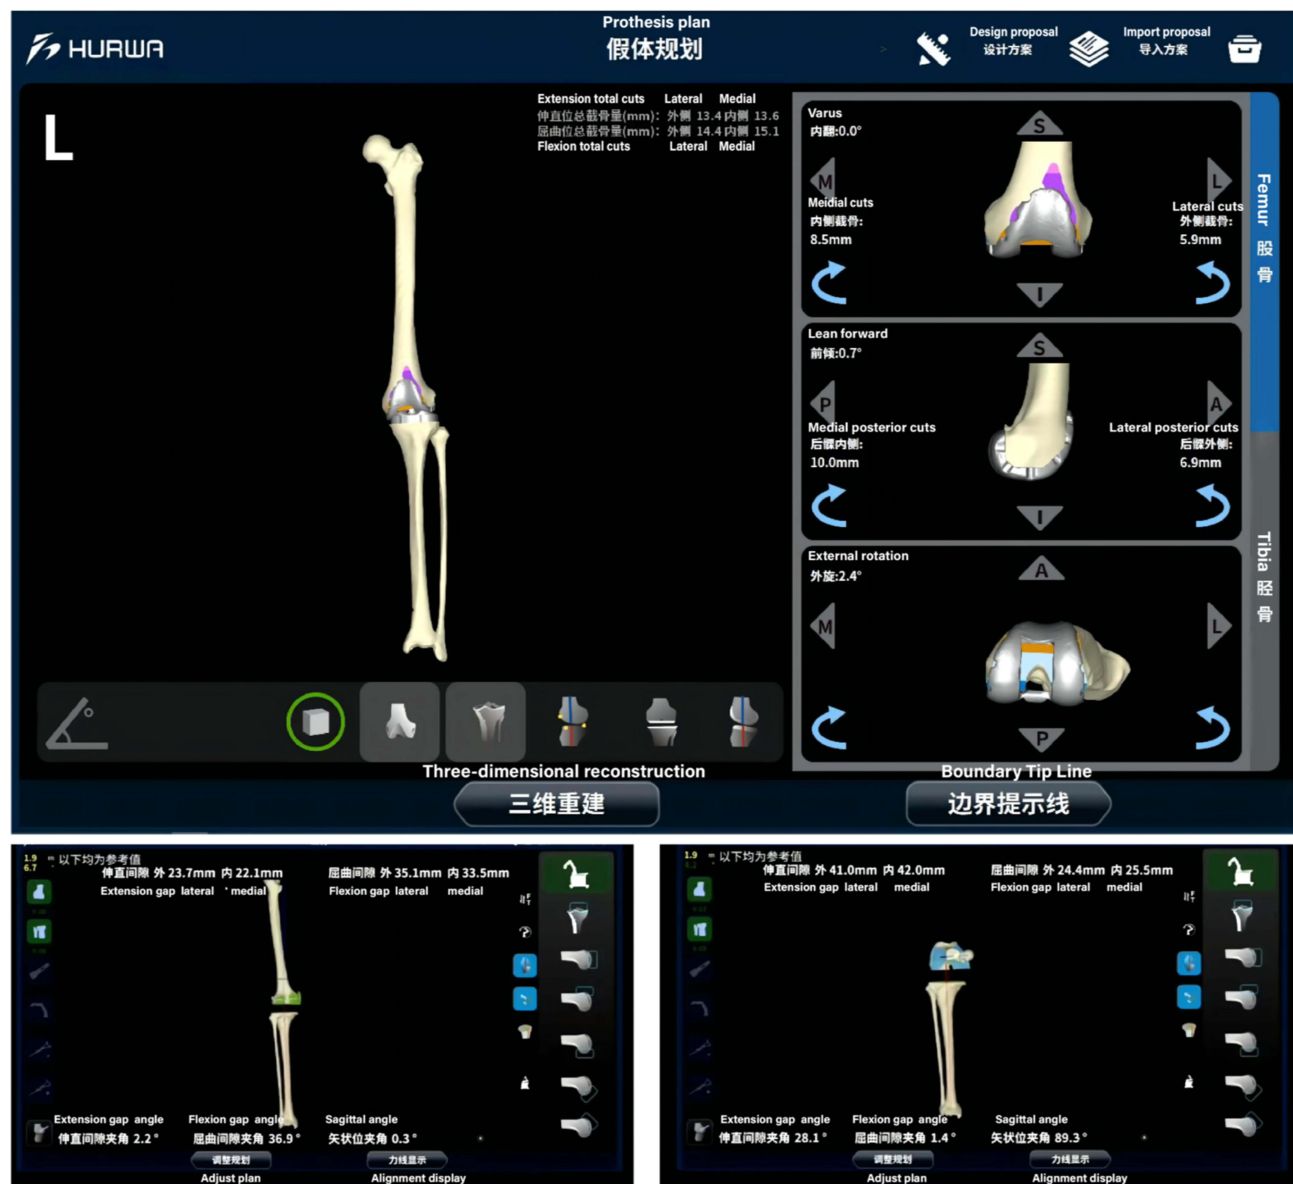 HURWA
Prothesis plan
假体规划
Design proposal
设计方案
Import proposal
导入方案
L
Extension total cuts Lateral Medial
伸直位总截骨量(mm): 外侧 13.4 内侧 13.6
屈曲位总截骨量(mm): 外侧 14.4 内侧 15.1
Flexion total cuts Lateral Medial
Varus
内翻:0.0°
S
M
L
Meidial cuts
内侧截骨:
8.5mm
Lateral cuts
外侧截骨:
5.9mm
I
Femur 股骨
Lean forward
前倾:0.7°
S
P
A
Medial posterior cuts
后髁内侧:
10.0mm
Lateral posterior cuts
后髁外侧:
6.9mm
I
Tibia 胫骨
External rotation
外旋:2.4°
A
M
L
P
Three-dimensional reconstruction
三维重建
Boundary Tip Line
边界提示线
1.9
6.7
以下均为参考值
伸直间隙 外 23.7mm 内 22.1mm
屈曲间隙 外 35.1mm 内 33.5mm
Extension gap lateral medial
Flexion gap lateral medial
Extension gap angle
Flexion gap angle
Sagittal angle
伸直间隙夹角 2.2°
屈曲间隙夹角 36.9°
矢状位夹角 0.3°
调整规划
力线显示
Adjust plan
Alignment display
1.9
以下均为参考值
伸直间隙 外 41.0mm 内 42.0mm
屈曲间隙 外 24.4mm 内 25.5mm
Extension gap lateral medial
Flexion gap lateral medial
Extension gap angle
Flexion gap angle
Sagittal angle
伸直间隙夹角 28.1°
屈曲间隙夹角 1.4°
矢状位夹角 89.3°
调整规划
力线显示
Adjust plan
Alignment display